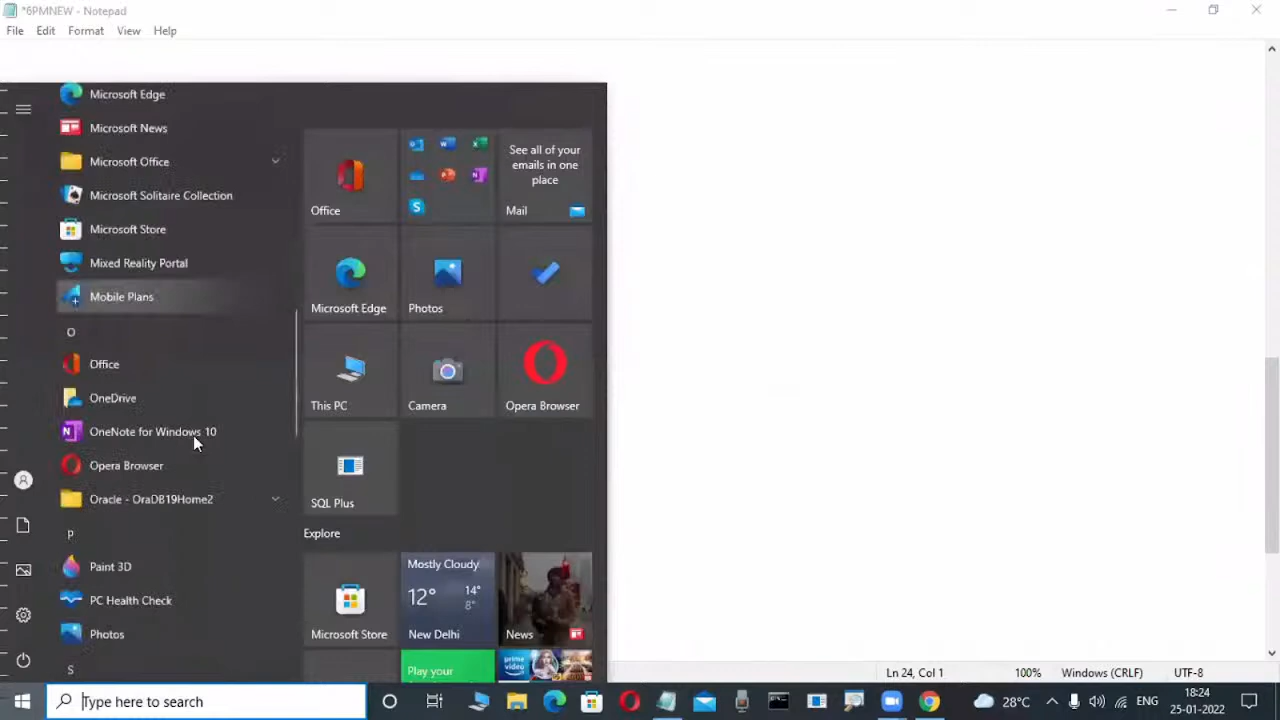 *6PMNEW - Notepad
File Edit Format View Help
Microsoft Edge
Microsoft News
Microsoft Office
Microsoft Solitaire Collection
Microsoft Store
Mixed Reality Portal
Mobile Plans
O
Office
OneDrive
OneNote for Windows 10
Opera Browser
Oracle - OraDB19Home2
P
Paint 3D
PC Health Check
Photos
S
Office
See all of your
emails in one
place
Mail
Microsoft Edge
Photos
This PC
Camera
Opera Browser
SQL Plus
Explore
Microsoft Store
Mostly Cloudy
12° 14°
8°
New Delhi
News
Play your
prime video
Ln 24, Col 1 100% Windows (CRLF) UTF-8
Type here to search
28°C ENG 18:24
25-01-2022